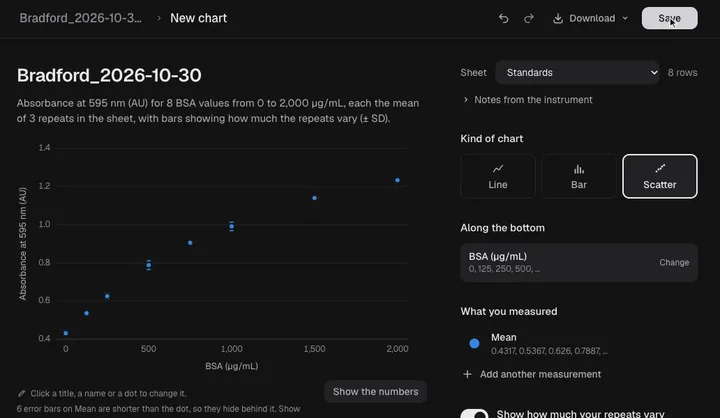 Bradford_2026-10-3... > New chart
Download
Save
Bradford_2026-10-30
Absorbance at 595 nm (AU) for 8 BSA values from 0 to 2,000 µg/mL, each the mean
of 3 repeats in the sheet, with bars showing how much the repeats vary (± SD).
1.4
1.2
1.0
0.8
0.6
0.4
Absorbance at 595 nm (AU)
0 500 1,000 1,500 2,000
BSA (µg/mL)
Click a title, a name or a dot to change it.
Show the numbers
6 error bars on Mean are shorter than the dot, so they hide behind it. Show
Sheet Standards 8 rows
Notes from the instrument
Kind of chart
Line Bar Scatter
Along the bottom
BSA (µg/mL)
0, 125, 250, 500, ...
Change
What you measured
Mean
0.4317, 0.5367, 0.626, 0.7887, ...
+ Add another measurement
Show how much your repeats vary